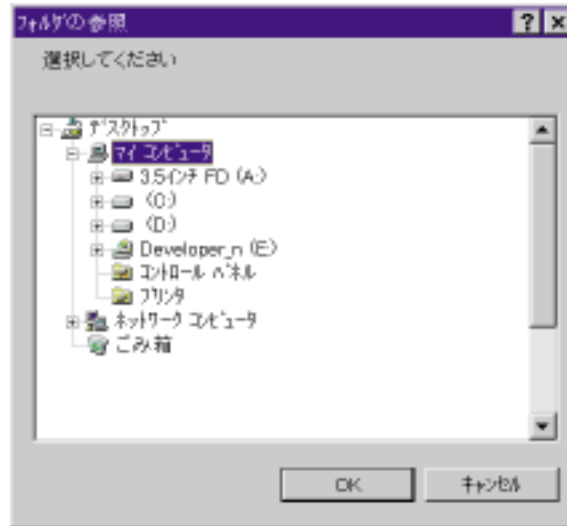 フォルダの参照
選択してください
デスクトップ
マイ コンピュータ
3.5インチ FD (A:)
(C:)
(D:)
Developer_n (E:)
コントロール パネル
プリンタ
ネットワーク コンピュータ
ごみ箱
OK
キャンセル